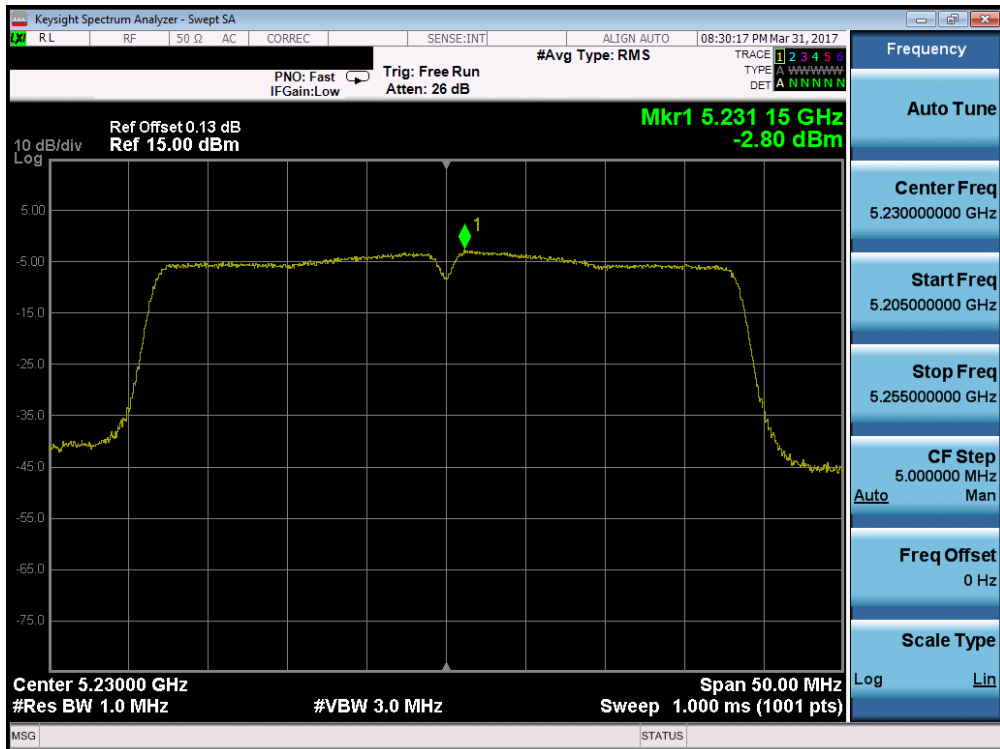 Keysight Spectrum Analyzer - Swept SA
LXI RL RF 50 Ω AC CORREC SENSE:INT ALIGN AUTO 08:30:17 PM Mar 31, 2017
#Avg Type: RMS
TRACE 1 2 3 4 5 6
TYPE A WWWWW
DET A N N N N N
PNO: Fast
IFGain:Low
Trig: Free Run
Atten: 26 dB
Mkr1 5.231 15 GHz
-2.80 dBm
Ref Offset 0.13 dB
10 dB/div Ref 15.00 dBm
Log
1
5.00
-5.00
-15.0
-25.0
-35.0
-45.0
-55.0
-65.0
-75.0
Center 5.23000 GHz Span 50.00 MHz
#Res BW 1.0 MHz #VBW 3.0 MHz Sweep 1.000 ms (1001 pts)
MSG STATUS
Frequency
Auto Tune
Center Freq
5.230000000 GHz
Start Freq
5.205000000 GHz
Stop Freq
5.255000000 GHz
CF Step
5.000000 MHz
Auto Man
Freq Offset
0 Hz
Scale Type
Log Lin